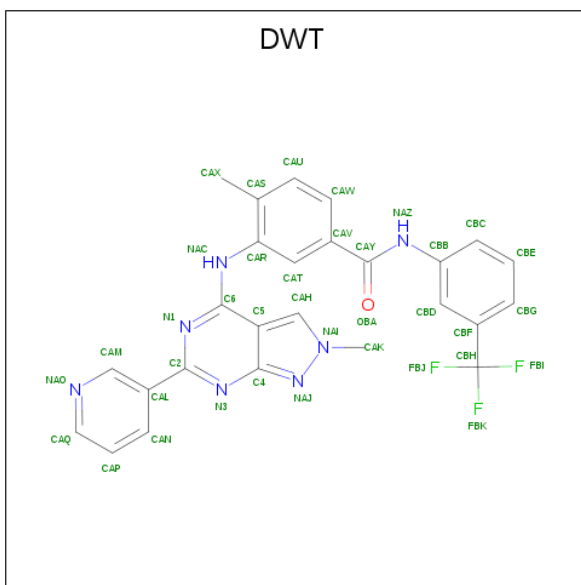 DWT
CAU
CAX
CAS
CAW
NAZ
H
N
CBC
NAC
CAV
CBB
CAR
CAY
CBE
HN
CAT
C6
CAH
O
CBD
CBG
C5
OBA
CBF
N1
N
NAI
N
CAK
CBH
CAM
C2
FBJ
F
F
FBI
NAO
N
CAL
N
N3
C4
N
NAJ
F
FBK
CAN
CAQ
CAP